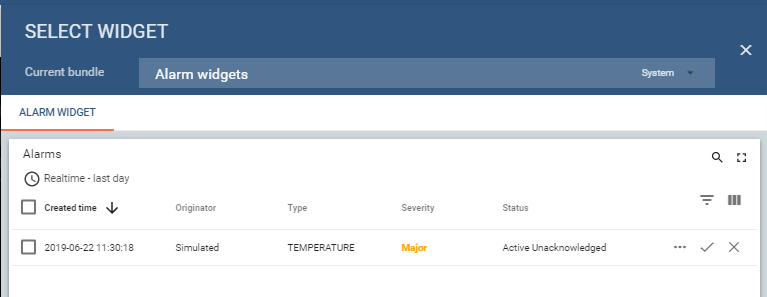 SELECT WIDGET
Current bundle Alarm widgets System
ALARM WIDGET
Alarms
Realtime - last day
Created time Originator Type Severity Status
2019-06-22 11:30:18 Simulated TEMPERATURE Major Active Unacknowledged